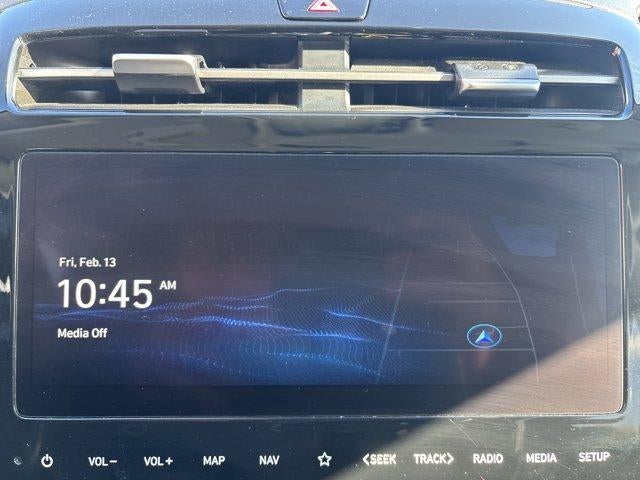 Fri, Feb. 13
10:45 AM
Media Off
VOL− VOL+ MAP NAV <SEEK TRACK> RADIO MEDIA SETUP